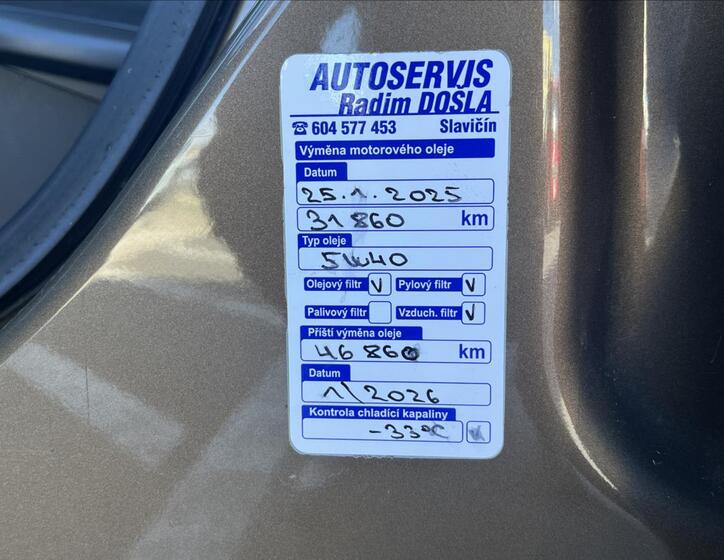 AUTOSERVIS
Radim DOŠLA
☎ 604 577 453 Slavičín
Výměna motorového oleje
Datum
25.1.2025
31 860 km
Typ oleje
5W40
Olejový filtr V Pylový filtr V
Palivový filtr Vzduch. filtr V
Příští výměna oleje
46 860 km
Datum
1/2026
Kontrola chladící kapaliny
-33°C V